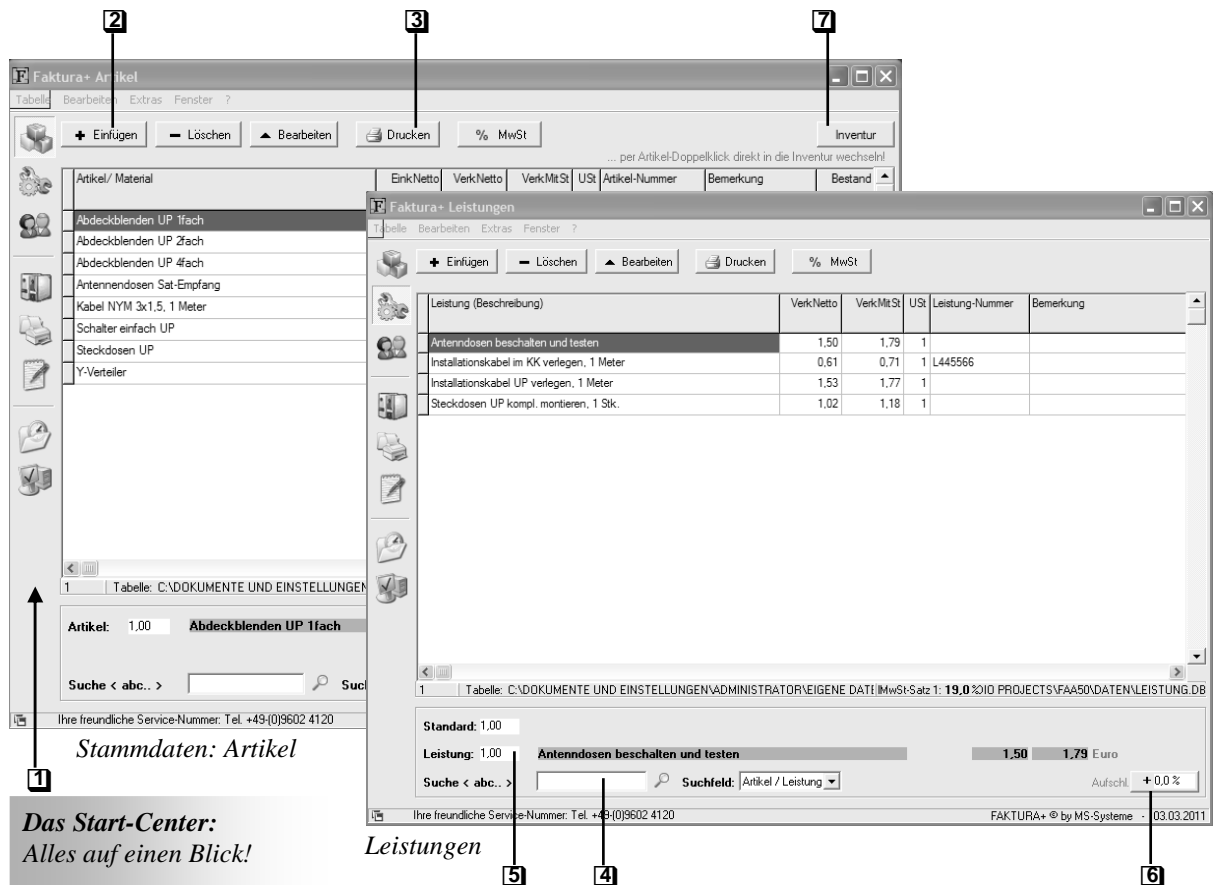 2 3 7
Faktura+ Artikel
Tabelle Bearbeiten Extras Fenster ?
Einfügen Löschen Bearbeiten Drucken % MwSt Inventur
... per Artikel-Doppelklick direkt in die Inventur wechseln!
Artikel/ Material EinkNetto VerkNetto VerkMitSt USt Artikel-Nummer Bemerkung Bestand
Abdeckblenden UP 1fach
Abdeckblenden UP 2fach
Abdeckblenden UP 4fach
Antennendosen Sat-Empfang
Kabel NYM 3x1,5, 1 Meter
Schalter einfach UP
Steckdosen UP
Y-Verteiler
1 Tabelle: C:\DOKUMENTE UND EINSTELLUNGEN
Artikel: 1,00 Abdeckblenden UP 1fach
Suche < abc.. > Suc
Ihre freundliche Service-Nummer: Tel. +49-(0)9602 4120
Stammdaten: Artikel
1
Das Start-Center:
Alles auf einen Blick!
Faktura+ Leistungen
Tabelle Bearbeiten Extras Fenster ?
Einfügen Löschen Bearbeiten Drucken % MwSt
Leistung (Beschreibung) VerkNetto VerkMitSt USt Leistung-Nummer Bemerkung
Antenndosen beschalten und testen 1,50 1,79 1
Installationskabel im KK verlegen, 1 Meter 0,61 0,71 1 L445566
Installationskabel UP verlegen, 1 Meter 1,53 1,77 1
Steckdosen UP kompl. montieren, 1 Stk. 1,02 1,18 1
1 Tabelle: C:\DOKUMENTE UND EINSTELLUNGEN\ADMINISTRATOR\EIGENE DATE MwSt-Satz 1: 19,0 % IO PROJECTS\FAA50\DATEN\LEISTUNG.DB
Standard: 1,00
Leistung: 1,00 Antenndosen beschalten und testen 1,50 1,79 Euro
Suche < abc.. > Suchfeld: Artikel / Leistung Aufschl. + 0,0 %
Ihre freundliche Service-Nummer: Tel. +49-(0)9602 4120 FAKTURA+ © by MS-Systeme - 03.03.2011
Leistungen
5 4 6